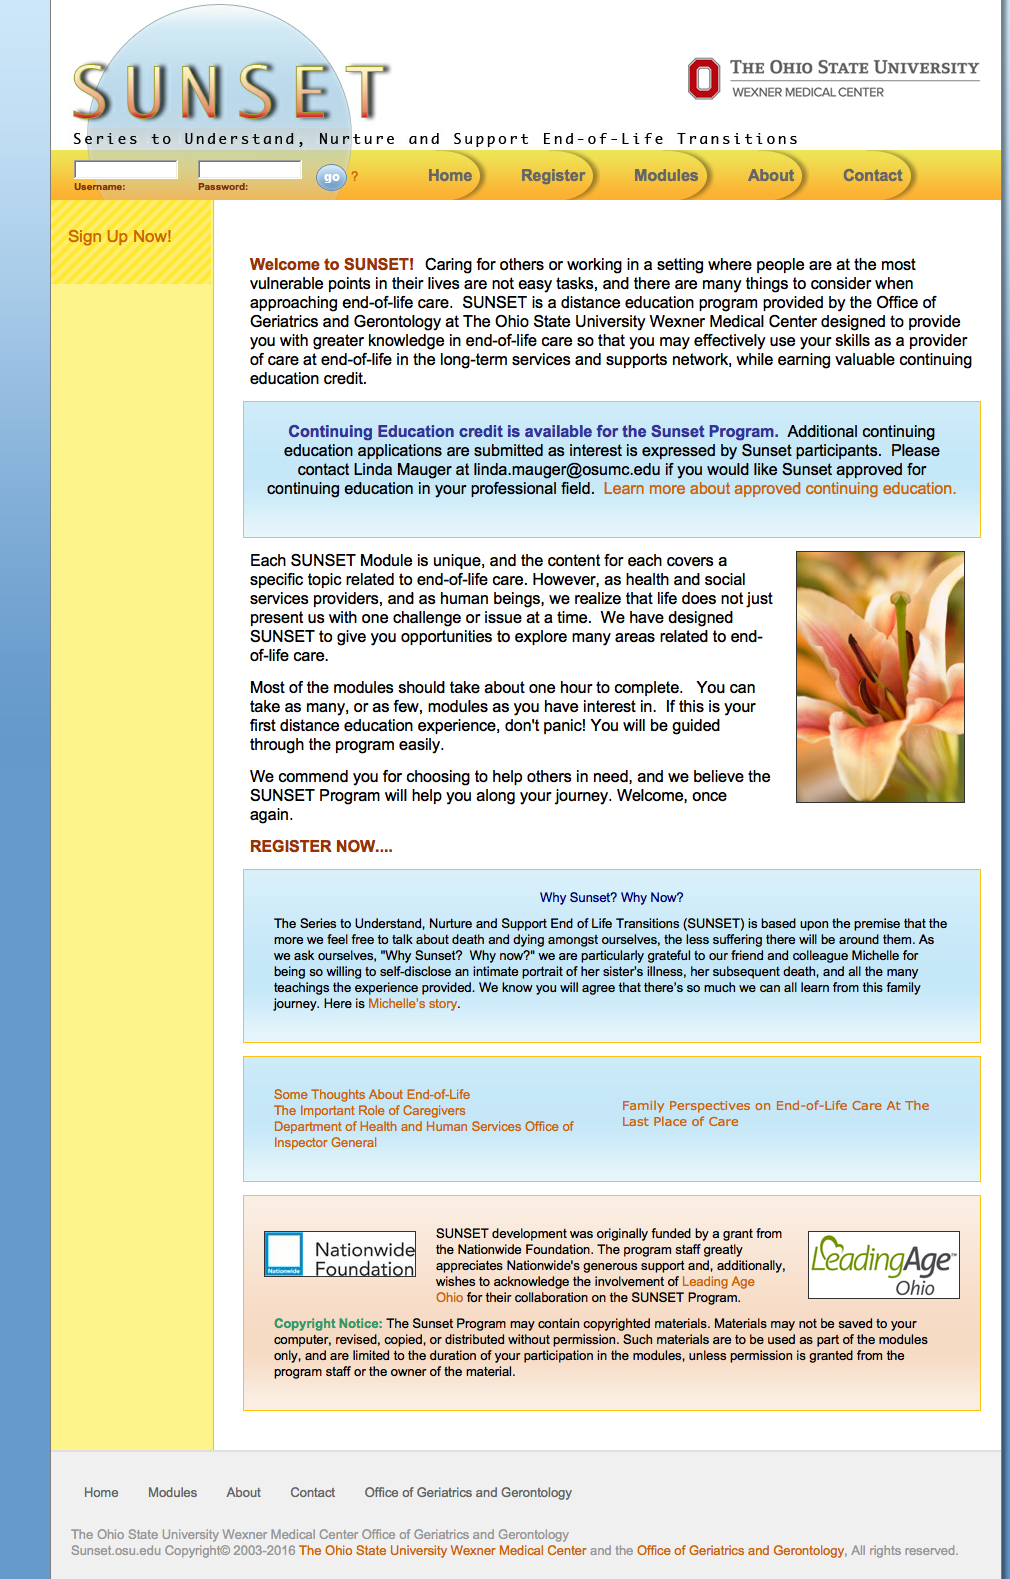 SUNSET
THE OHIO STATE UNIVERSITY
WEXNER MEDICAL CENTER
Series to Understand, Nurture and Support End-of-Life Transitions
Username:
Password:
go ?
Home
Register
Modules
About
Contact
Sign Up Now!
Welcome to SUNSET!  Caring for others or working in a setting where people are at the most
vulnerable points in their lives are not easy tasks, and there are many things to consider when
approaching end-of-life care.  SUNSET is a distance education program provided by the Office of
Geriatrics and Gerontology at The Ohio State University Wexner Medical Center designed to provide
you with greater knowledge in end-of-life care so that you may effectively use your skills as a provider
of care at end-of-life in the long-term services and supports network, while earning valuable continuing
education credit.
Continuing Education credit is available for the Sunset Program.  Additional continuing
education applications are submitted as interest is expressed by Sunset participants.  Please
contact Linda Mauger at linda.mauger@osumc.edu if you would like Sunset approved for
continuing education in your professional field.  Learn more about approved continuing education.
Each SUNSET Module is unique, and the content for each covers a
specific topic related to end-of-life care. However, as health and social
services providers, and as human beings, we realize that life does not just
present us with one challenge or issue at a time.  We have designed
SUNSET to give you opportunities to explore many areas related to end-
of-life care.
Most of the modules should take about one hour to complete.   You can
take as many, or as few, modules as you have interest in.  If this is your
first distance education experience, don't panic! You will be guided
through the program easily.
We commend you for choosing to help others in need, and we believe the
SUNSET Program will help you along your journey. Welcome, once
again.
REGISTER NOW....
Why Sunset? Why Now?
The Series to Understand, Nurture and Support End of Life Transitions (SUNSET) is based upon the premise that the
more we feel free to talk about death and dying amongst ourselves, the less suffering there will be around them. As
we ask ourselves, "Why Sunset?  Why now?" we are particularly grateful to our friend and colleague Michelle for
being so willing to self-disclose an intimate portrait of her sister's illness, her subsequent death, and all the many
teachings the experience provided. We know you will agree that there's so much we can all learn from this family
journey. Here is Michelle's story.
Some Thoughts About End-of-Life
The Important Role of Caregivers
Department of Health and Human Services Office of
Inspector General
Family Perspectives on End-of-Life Care At The
Last Place of Care
Nationwide
Nationwide
Foundation
SUNSET development was originally funded by a grant from
the Nationwide Foundation. The program staff greatly
appreciates Nationwide's generous support and, additionally,
wishes to acknowledge the involvement of Leading Age
Ohio for their collaboration on the SUNSET Program.
LeadingAge™
Ohio
Copyright Notice: The Sunset Program may contain copyrighted materials. Materials may not be saved to your
computer, revised, copied, or distributed without permission. Such materials are to be used as part of the modules
only, and are limited to the duration of your participation in the modules, unless permission is granted from the
program staff or the owner of the material.
Home
Modules
About
Contact
Office of Geriatrics and Gerontology
The Ohio State University Wexner Medical Center Office of Geriatrics and Gerontology
Sunset.osu.edu Copyright© 2003-2016 The Ohio State University Wexner Medical Center and the Office of Geriatrics and Gerontology, All rights reserved.